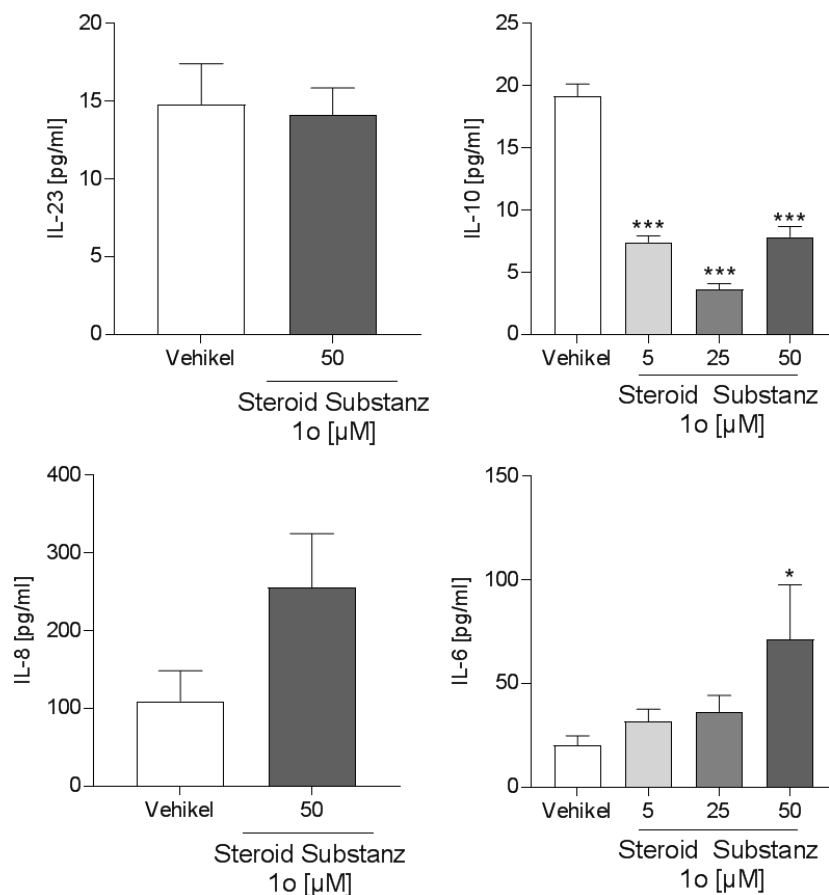 IL-23 [pg/ml]
20
15
10
5
0
Vehikel 50
Steroid Substanz
1o [µM]
IL-10 [pg/ml]
25
20
15
10
5
0
***
***
***
Vehikel 5 25 50
Steroid Substanz
1o [µM]
IL-8 [pg/ml]
400
300
200
100
0
Vehikel 50
Steroid Substanz
1o [µM]
IL-6 [pg/ml]
150
100
50
0
*
Vehikel 5 25 50
Steroid Substanz
1o [µM]